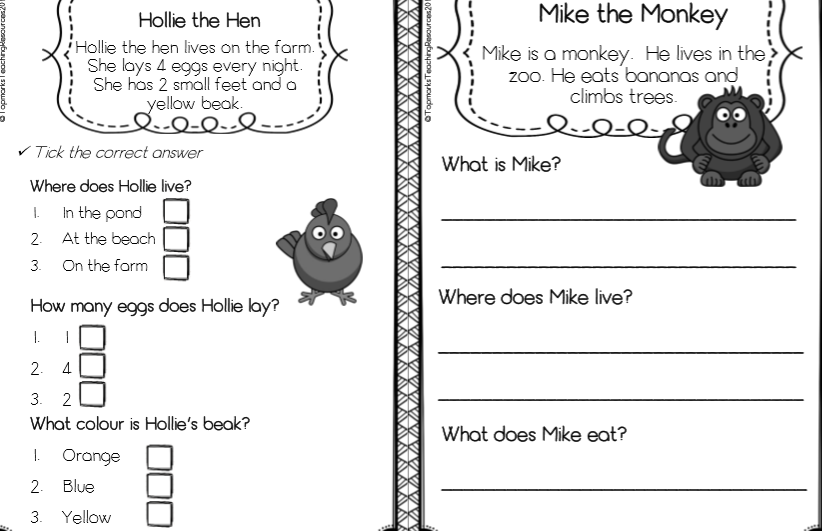 Hollie the Hen
Hollie the hen lives on the farm.
She lays 4 eggs every night.
She has 2 small feet and a
yellow beak.
✓ Tick the correct answer
Where does Hollie live?
1. In the pond
2. At the beach
3. On the farm
How many eggs does Hollie lay?
1. 1
2. 4
3. 2
What colour is Hollie's beak?
1. Orange
2. Blue
3. Yellow
©TopmarksTeachingResources201
Mike the Monkey
Mike is a monkey. He lives in the
zoo. He eats bananas and
climbs trees.
What is Mike?
Where does Mike live?
What does Mike eat?
©TopmarksTeachingResources201